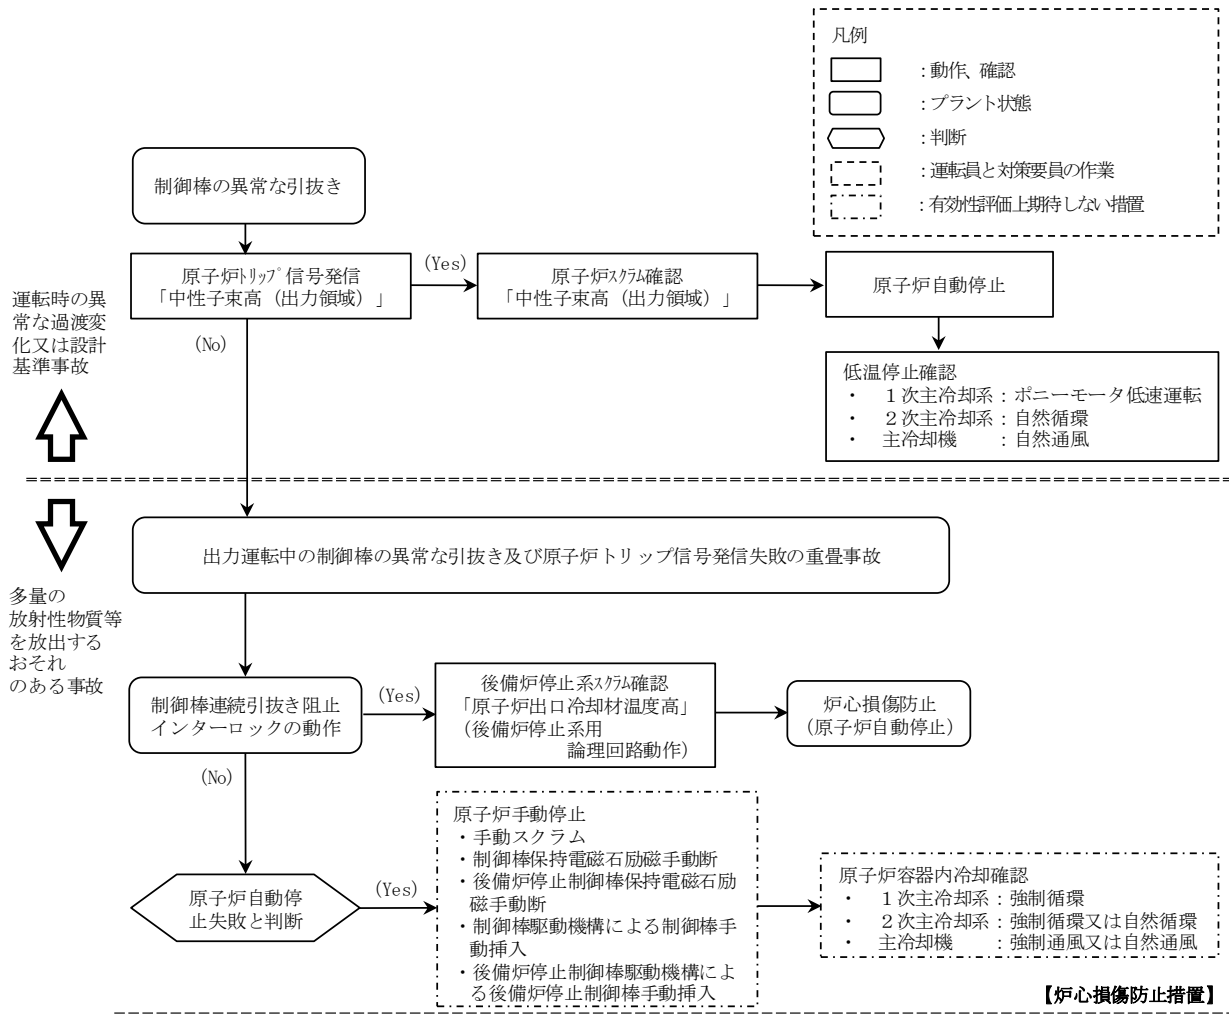 凡例
：動作、確認
：プラント状態
：判断
：運転員と対策要員の作業
：有効性評価上期待しない措置
制御棒の異常な引抜き
原子炉ﾄﾘｯﾌﾟ信号発信
「中性子束高（出力領域）」
(Yes)
原子炉ｽｸﾗﾑ確認
「中性子束高（出力領域）」
原子炉自動停止
(No)
低温停止確認
・　１次主冷却系：ポニーモータ低速運転
・　２次主冷却系：自然循環
・　主冷却機　　：自然通風
運転時の異
常な過渡変
化又は設計
基準事故
多量の
放射性物質等
を放出する
おそれ
のある事故
出力運転中の制御棒の異常な引抜き及び原子炉トリップ信号発信失敗の重畳事故
制御棒連続引抜き阻止
インターロックの動作
(Yes)
後備炉停止系ｽｸﾗﾑ確認
「原子炉出口冷却材温度高」
（後備炉停止系用
論理回路動作）
炉心損傷防止
（原子炉自動停止）
(No)
原子炉自動停
止失敗と判断
(Yes)
原子炉手動停止
・手動スクラム
・制御棒保持電磁石励磁手動断
・後備炉停止制御棒保持電磁石励
磁手動断
・制御棒駆動機構による制御棒手
動挿入
・後備炉停止制御棒駆動機構によ
る後備炉停止制御棒手動挿入
原子炉容器内冷却確認
・　１次主冷却系：強制循環
・　２次主冷却系：強制循環又は自然循環
・　主冷却機　　：強制通風又は自然通風
【炉心損傷防止措置】